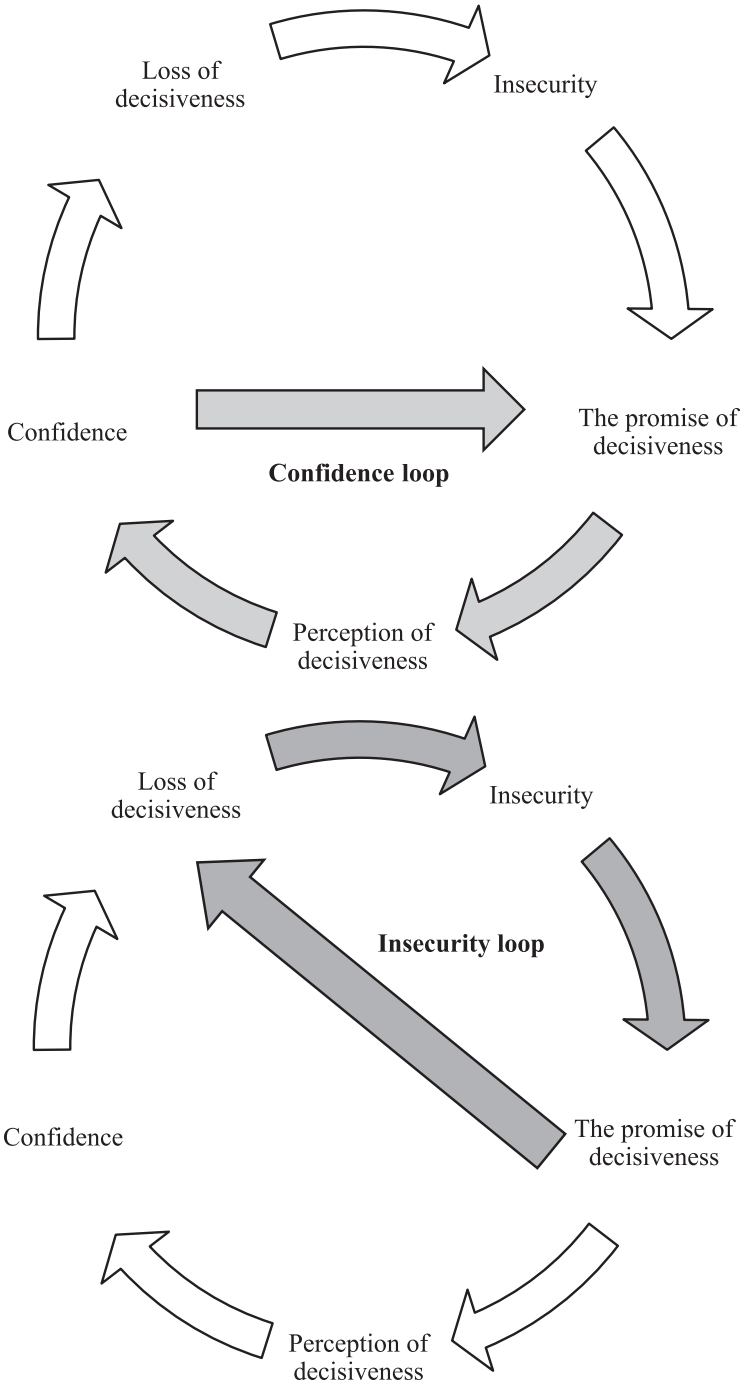 Loss of
decisiveness
Insecurity
Confidence
The promise of
decisiveness
Confidence loop
Perception of
decisiveness
Loss of
decisiveness
Insecurity
Insecurity loop
Confidence
The promise of
decisiveness
Perception of
decisiveness